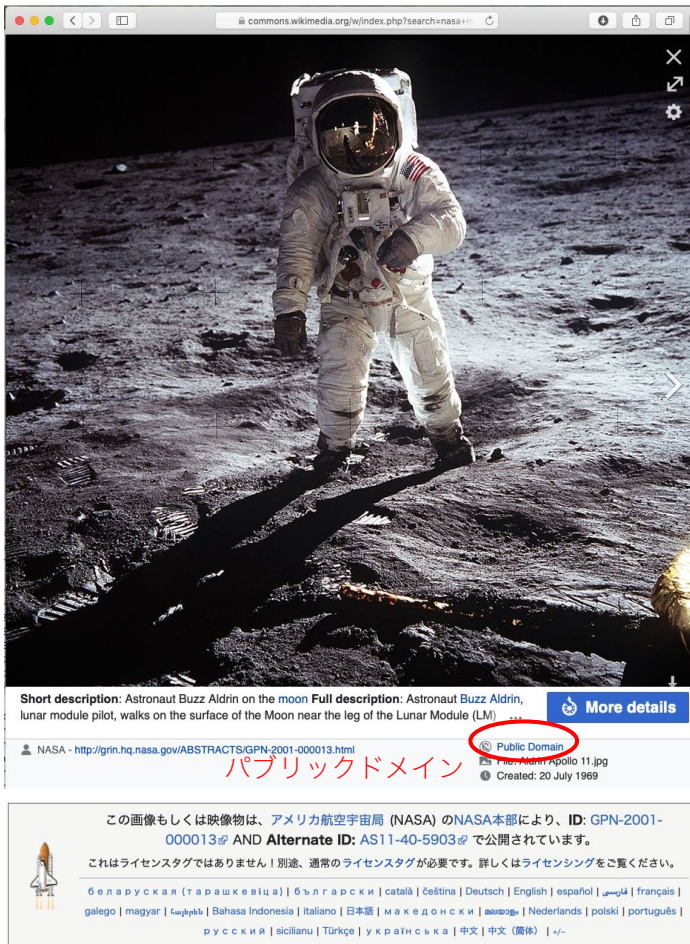 commons.wikimedia.org/w/index.php?search=nasa+m
Short description: Astronaut Buzz Aldrin on the moon Full description: Astronaut Buzz Aldrin,
lunar module pilot, walks on the surface of the Moon near the leg of the Lunar Module (LM) ...
More details
NASA - http://grin.hq.nasa.gov/ABSTRACTS/GPN-2001-000013.html
Public Domain
パブリックドメイン
File: Aldrin Apollo 11.jpg
Created: 20 July 1969
この画像もしくは映像物は、アメリカ航空宇宙局 (NASA) のNASA本部により、ID: GPN-2001-
000013 AND Alternate ID: AS11-40-5903 で公開されています。
これはライセンスタグではありません！別途、通常のライセンスタグが必要です。詳しくはライセンシングをご覧ください。
беларуская (тарашкевіца) | български | català | čeština | Deutsch | English | español | فارسی | français |
galego | magyar | հայերեն | Bahasa Indonesia | italiano | 日本語 | македонски | മലയാളം | Nederlands | polski | português |
русский | sicilianu | Türkçe | українська | 中文 | 中文（简体） | +/−